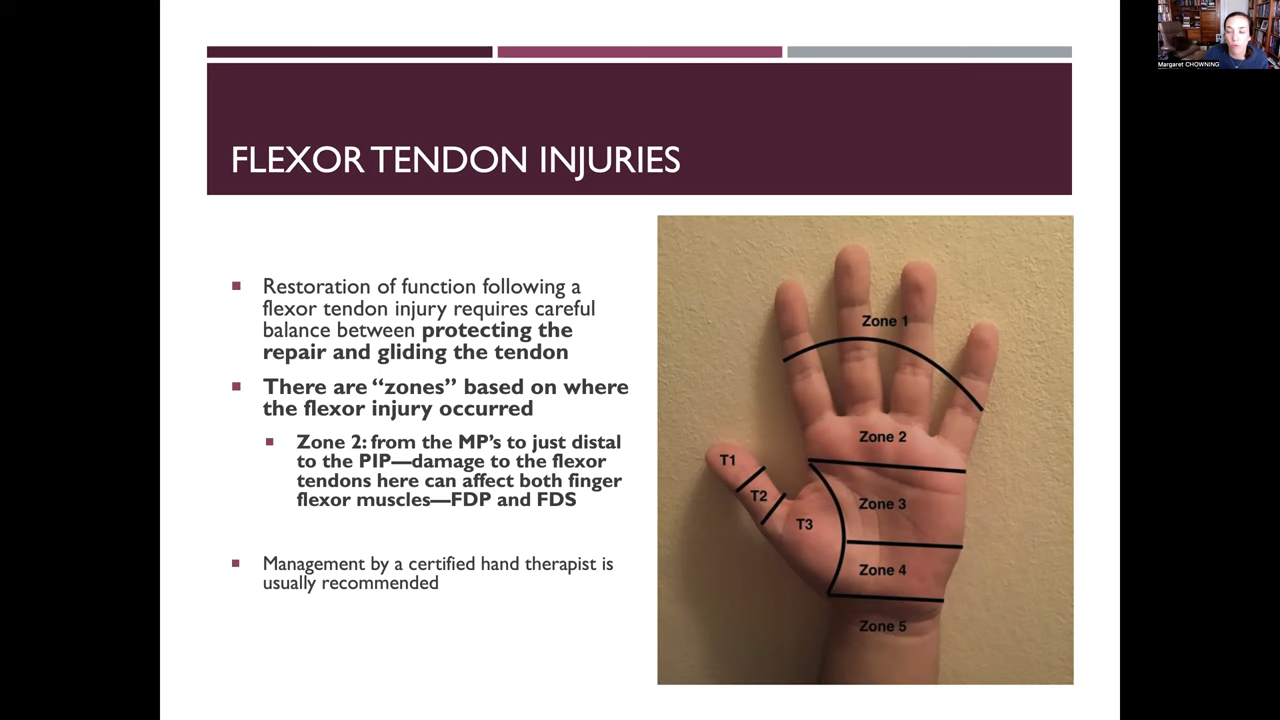 Margaret CHOWNING
FLEXOR TENDON INJURIES
Restoration of function following a
flexor tendon injury requires careful
balance between protecting the
repair and gliding the tendon
There are “zones” based on where
the flexor injury occurred
Zone 2: from the MP’s to just distal
to the PIP—damage to the flexor
tendons here can affect both finger
flexor muscles—FDP and FDS
Management by a certified hand therapist is
usually recommended
Zone 1
Zone 2
T1
T2
Zone 3
T3
Zone 4
Zone 5